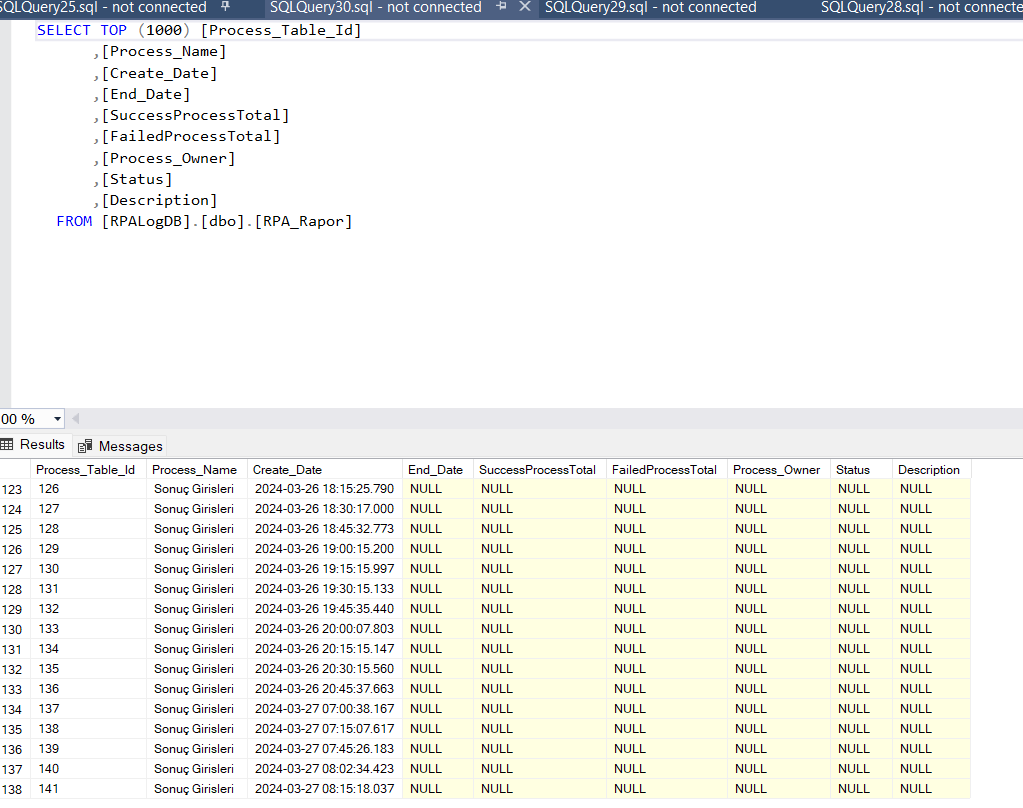 SQLQuery25.sql - not connected SQLQuery30.sql - not connected SQLQuery29.sql - not connected SQLQuery28.sql - not connecte
SELECT TOP (1000) [Process_Table_Id]
,[Process_Name]
,[Create_Date]
,[End_Date]
,[SuccessProcessTotal]
,[FailedProcessTotal]
,[Process_Owner]
,[Status]
,[Description]
FROM [RPALogDB].[dbo].[RPA_Rapor]
00 %
Results Messages
Process_Table_Id Process_Name Create_Date End_Date SuccessProcessTotal FailedProcessTotal Process_Owner Status Description
123 126 Sonuç Girisleri 2024-03-26 18:15:25.790 NULL NULL NULL NULL NULL NULL
124 127 Sonuç Girisleri 2024-03-26 18:30:17.000 NULL NULL NULL NULL NULL NULL
125 128 Sonuç Girisleri 2024-03-26 18:45:32.773 NULL NULL NULL NULL NULL NULL
126 129 Sonuç Girisleri 2024-03-26 19:00:15.200 NULL NULL NULL NULL NULL NULL
127 130 Sonuç Girisleri 2024-03-26 19:15:15.997 NULL NULL NULL NULL NULL NULL
128 131 Sonuç Girisleri 2024-03-26 19:30:15.133 NULL NULL NULL NULL NULL NULL
129 132 Sonuç Girisleri 2024-03-26 19:45:35.440 NULL NULL NULL NULL NULL NULL
130 133 Sonuç Girisleri 2024-03-26 20:00:07.803 NULL NULL NULL NULL NULL NULL
131 134 Sonuç Girisleri 2024-03-26 20:15:15.147 NULL NULL NULL NULL NULL NULL
132 135 Sonuç Girisleri 2024-03-26 20:30:15.560 NULL NULL NULL NULL NULL NULL
133 136 Sonuç Girisleri 2024-03-26 20:45:37.663 NULL NULL NULL NULL NULL NULL
134 137 Sonuç Girisleri 2024-03-27 07:00:38.167 NULL NULL NULL NULL NULL NULL
135 138 Sonuç Girisleri 2024-03-27 07:15:07.617 NULL NULL NULL NULL NULL NULL
136 139 Sonuç Girisleri 2024-03-27 07:45:26.183 NULL NULL NULL NULL NULL NULL
137 140 Sonuç Girisleri 2024-03-27 08:02:34.423 NULL NULL NULL NULL NULL NULL
138 141 Sonuç Girisleri 2024-03-27 08:15:18.037 NULL NULL NULL NULL NULL NULL